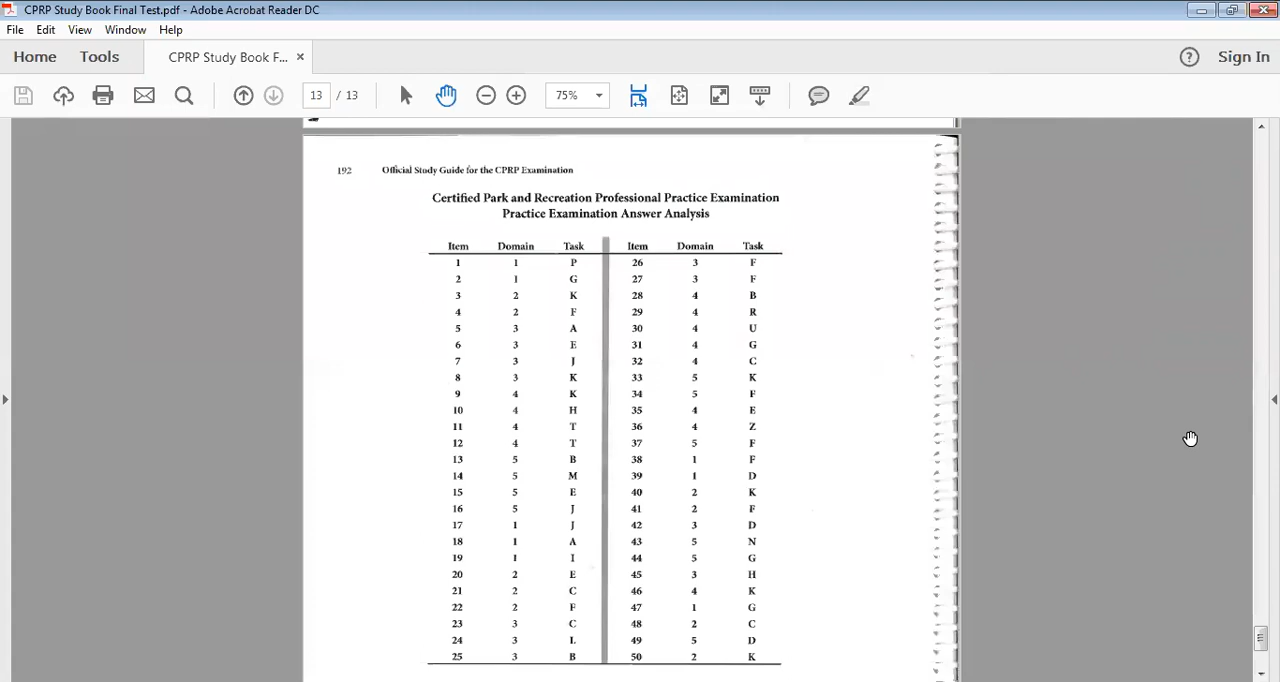 CPRP Study Book Final Test.pdf - Adobe Acrobat Reader DC
File Edit View Window Help
Home Tools CPRP Study Book F... × ? Sign In
13 / 13 75%
192 Official Study Guide for the CPRP Examination
Certified Park and Recreation Professional Practice Examination
Practice Examination Answer Analysis
Item Domain Task Item Domain Task
1 1 P 26 3 F
2 1 G 27 3 F
3 2 K 28 4 B
4 2 F 29 4 R
5 3 A 30 4 U
6 3 E 31 4 G
7 3 J 32 4 C
8 3 K 33 5 K
9 4 K 34 5 F
10 4 H 35 4 E
11 4 T 36 4 Z
12 4 T 37 5 F
13 5 B 38 1 F
14 5 M 39 1 D
15 5 E 40 2 K
16 5 J 41 2 F
17 1 J 42 3 D
18 1 A 43 5 N
19 1 I 44 5 G
20 2 E 45 3 H
21 2 C 46 4 K
22 2 F 47 1 G
23 3 C 48 2 C
24 3 L 49 5 D
25 3 B 50 2 K